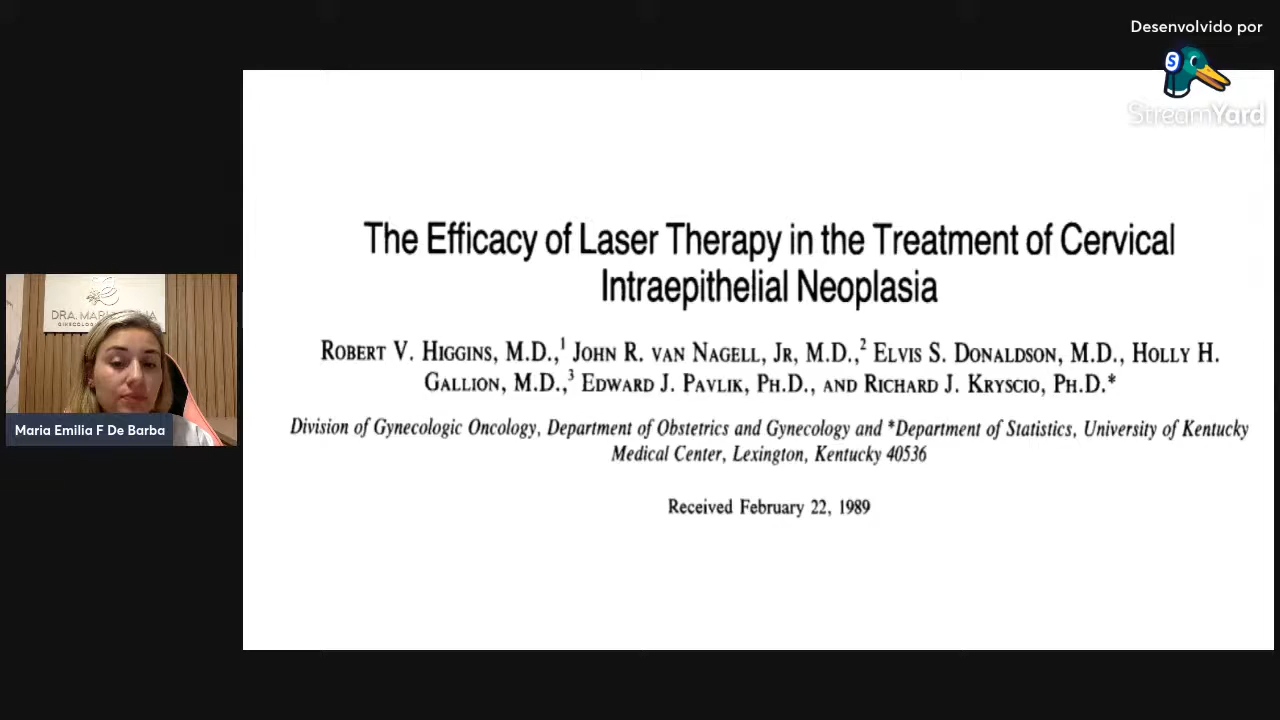 Desenvolvido por
StreamYard
The Efficacy of Laser Therapy in the Treatment of Cervical
Intraepithelial Neoplasia
ROBERT V. HIGGINS, M.D.,¹ JOHN R. VAN NAGELL, JR, M.D.,² ELVIS S. DONALDSON, M.D., HOLLY H.
GALLION, M.D.,³ EDWARD J. PAVLIK, PH.D., AND RICHARD J. KRYSCIO, PH.D.*
Division of Gynecologic Oncology, Department of Obstetrics and Gynecology and *Department of Statistics, University of Kentucky
Medical Center, Lexington, Kentucky 40536
Received February 22, 1989
DRA. MARIA
Maria Emilia F De Barba